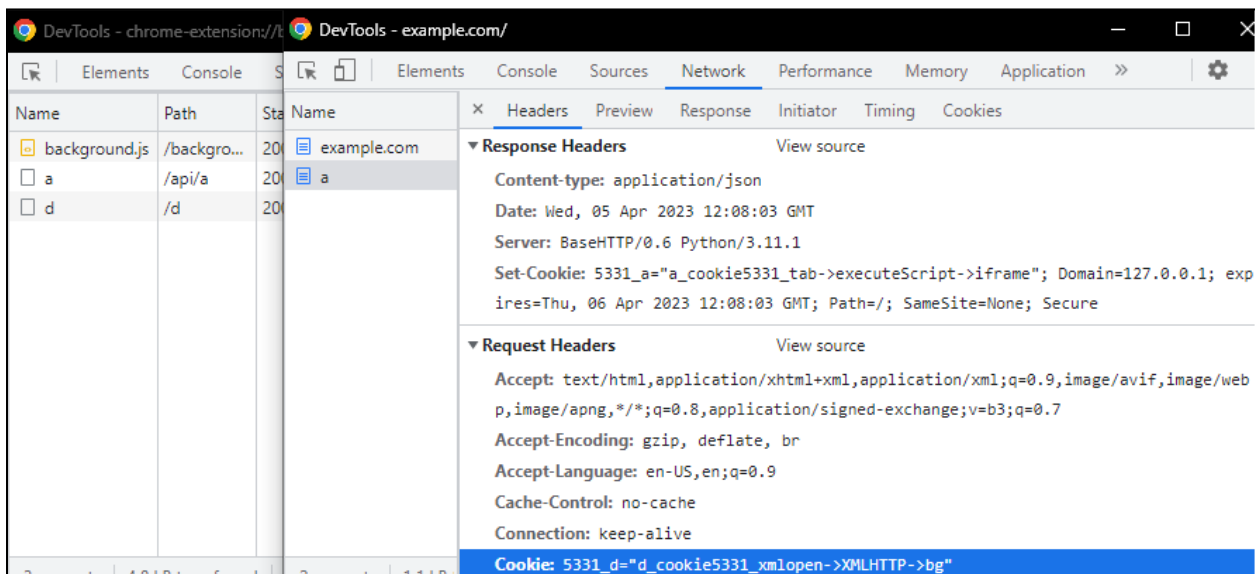 DevTools - chrome-extension://
DevTools - example.com/
Elements Console S
Elements Console Sources Network Performance Memory Application »
Name Path Sta
Name
× Headers Preview Response Initiator Timing Cookies
background.js /backgro... 200
a /api/a 200
d /d 200
example.com
a
▼Response Headers View source
Content-type: application/json
Date: Wed, 05 Apr 2023 12:08:03 GMT
Server: BaseHTTP/0.6 Python/3.11.1
Set-Cookie: 5331_a="a_cookie5331_tab->executeScript->iframe"; Domain=127.0.0.1; exp
ires=Thu, 06 Apr 2023 12:08:03 GMT; Path=/; SameSite=None; Secure
▼Request Headers View source
Accept: text/html,application/xhtml+xml,application/xml;q=0.9,image/avif,image/web
p,image/apng,*/*;q=0.8,application/signed-exchange;v=b3;q=0.7
Accept-Encoding: gzip, deflate, br
Accept-Language: en-US,en;q=0.9
Cache-Control: no-cache
Connection: keep-alive
Cookie: 5331_d="d_cookie5331_xmlopen->XMLHTTP->bg"